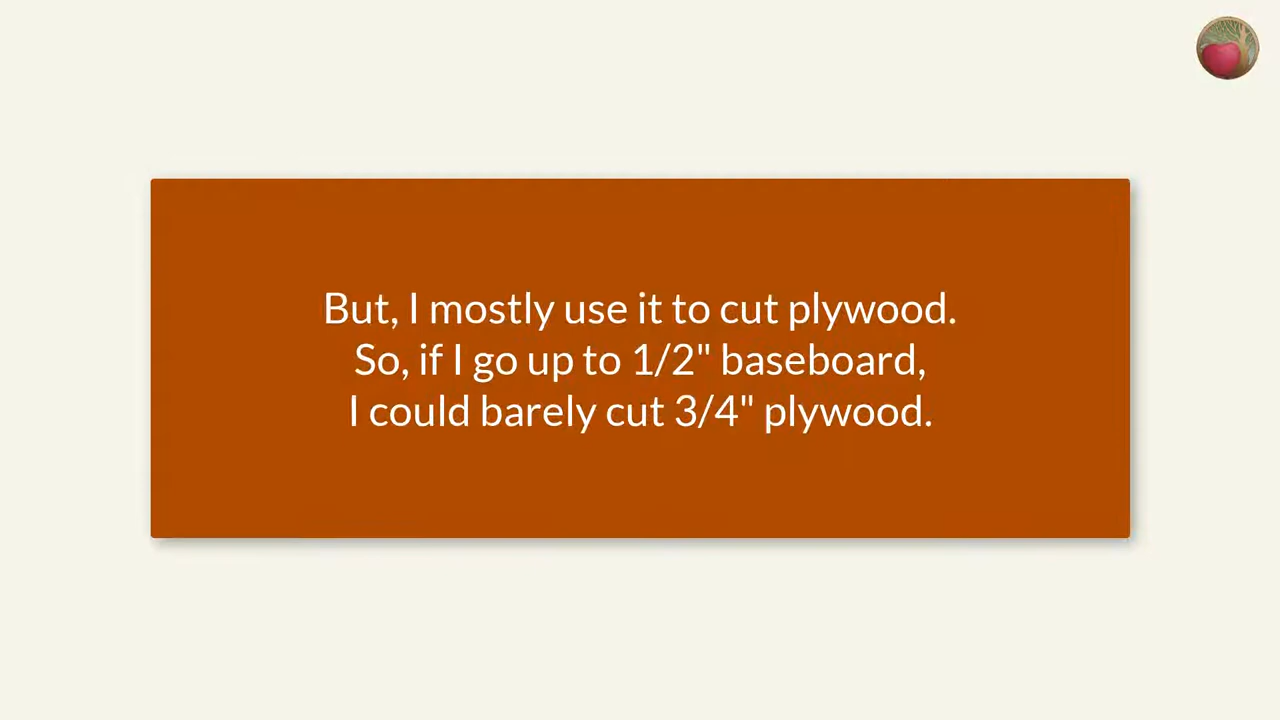 But, I mostly use it to cut plywood.
So, if I go up to 1/2" baseboard,
I could barely cut 3/4" plywood.